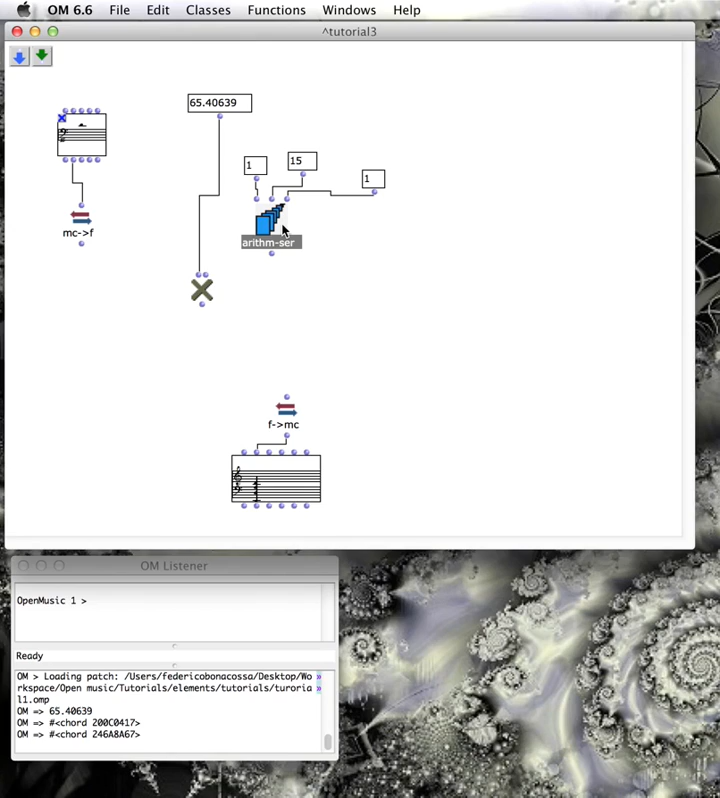 OM 6.6 File Edit Classes Functions Windows Help
^tutorial3
65.40639
1
15
1
arithm-ser
mc->f
f->mc
OM Listener
OpenMusic 1 >
Ready
OM > Loading patch: /Users/federicobonacossa/Desktop/Wo
rkspace/Open music/Tutorials/elements/tutorials/turoria
l1.omp
OM => 65.40639
OM => #<chord 200C0417>
OM => #<chord 246A8A67>